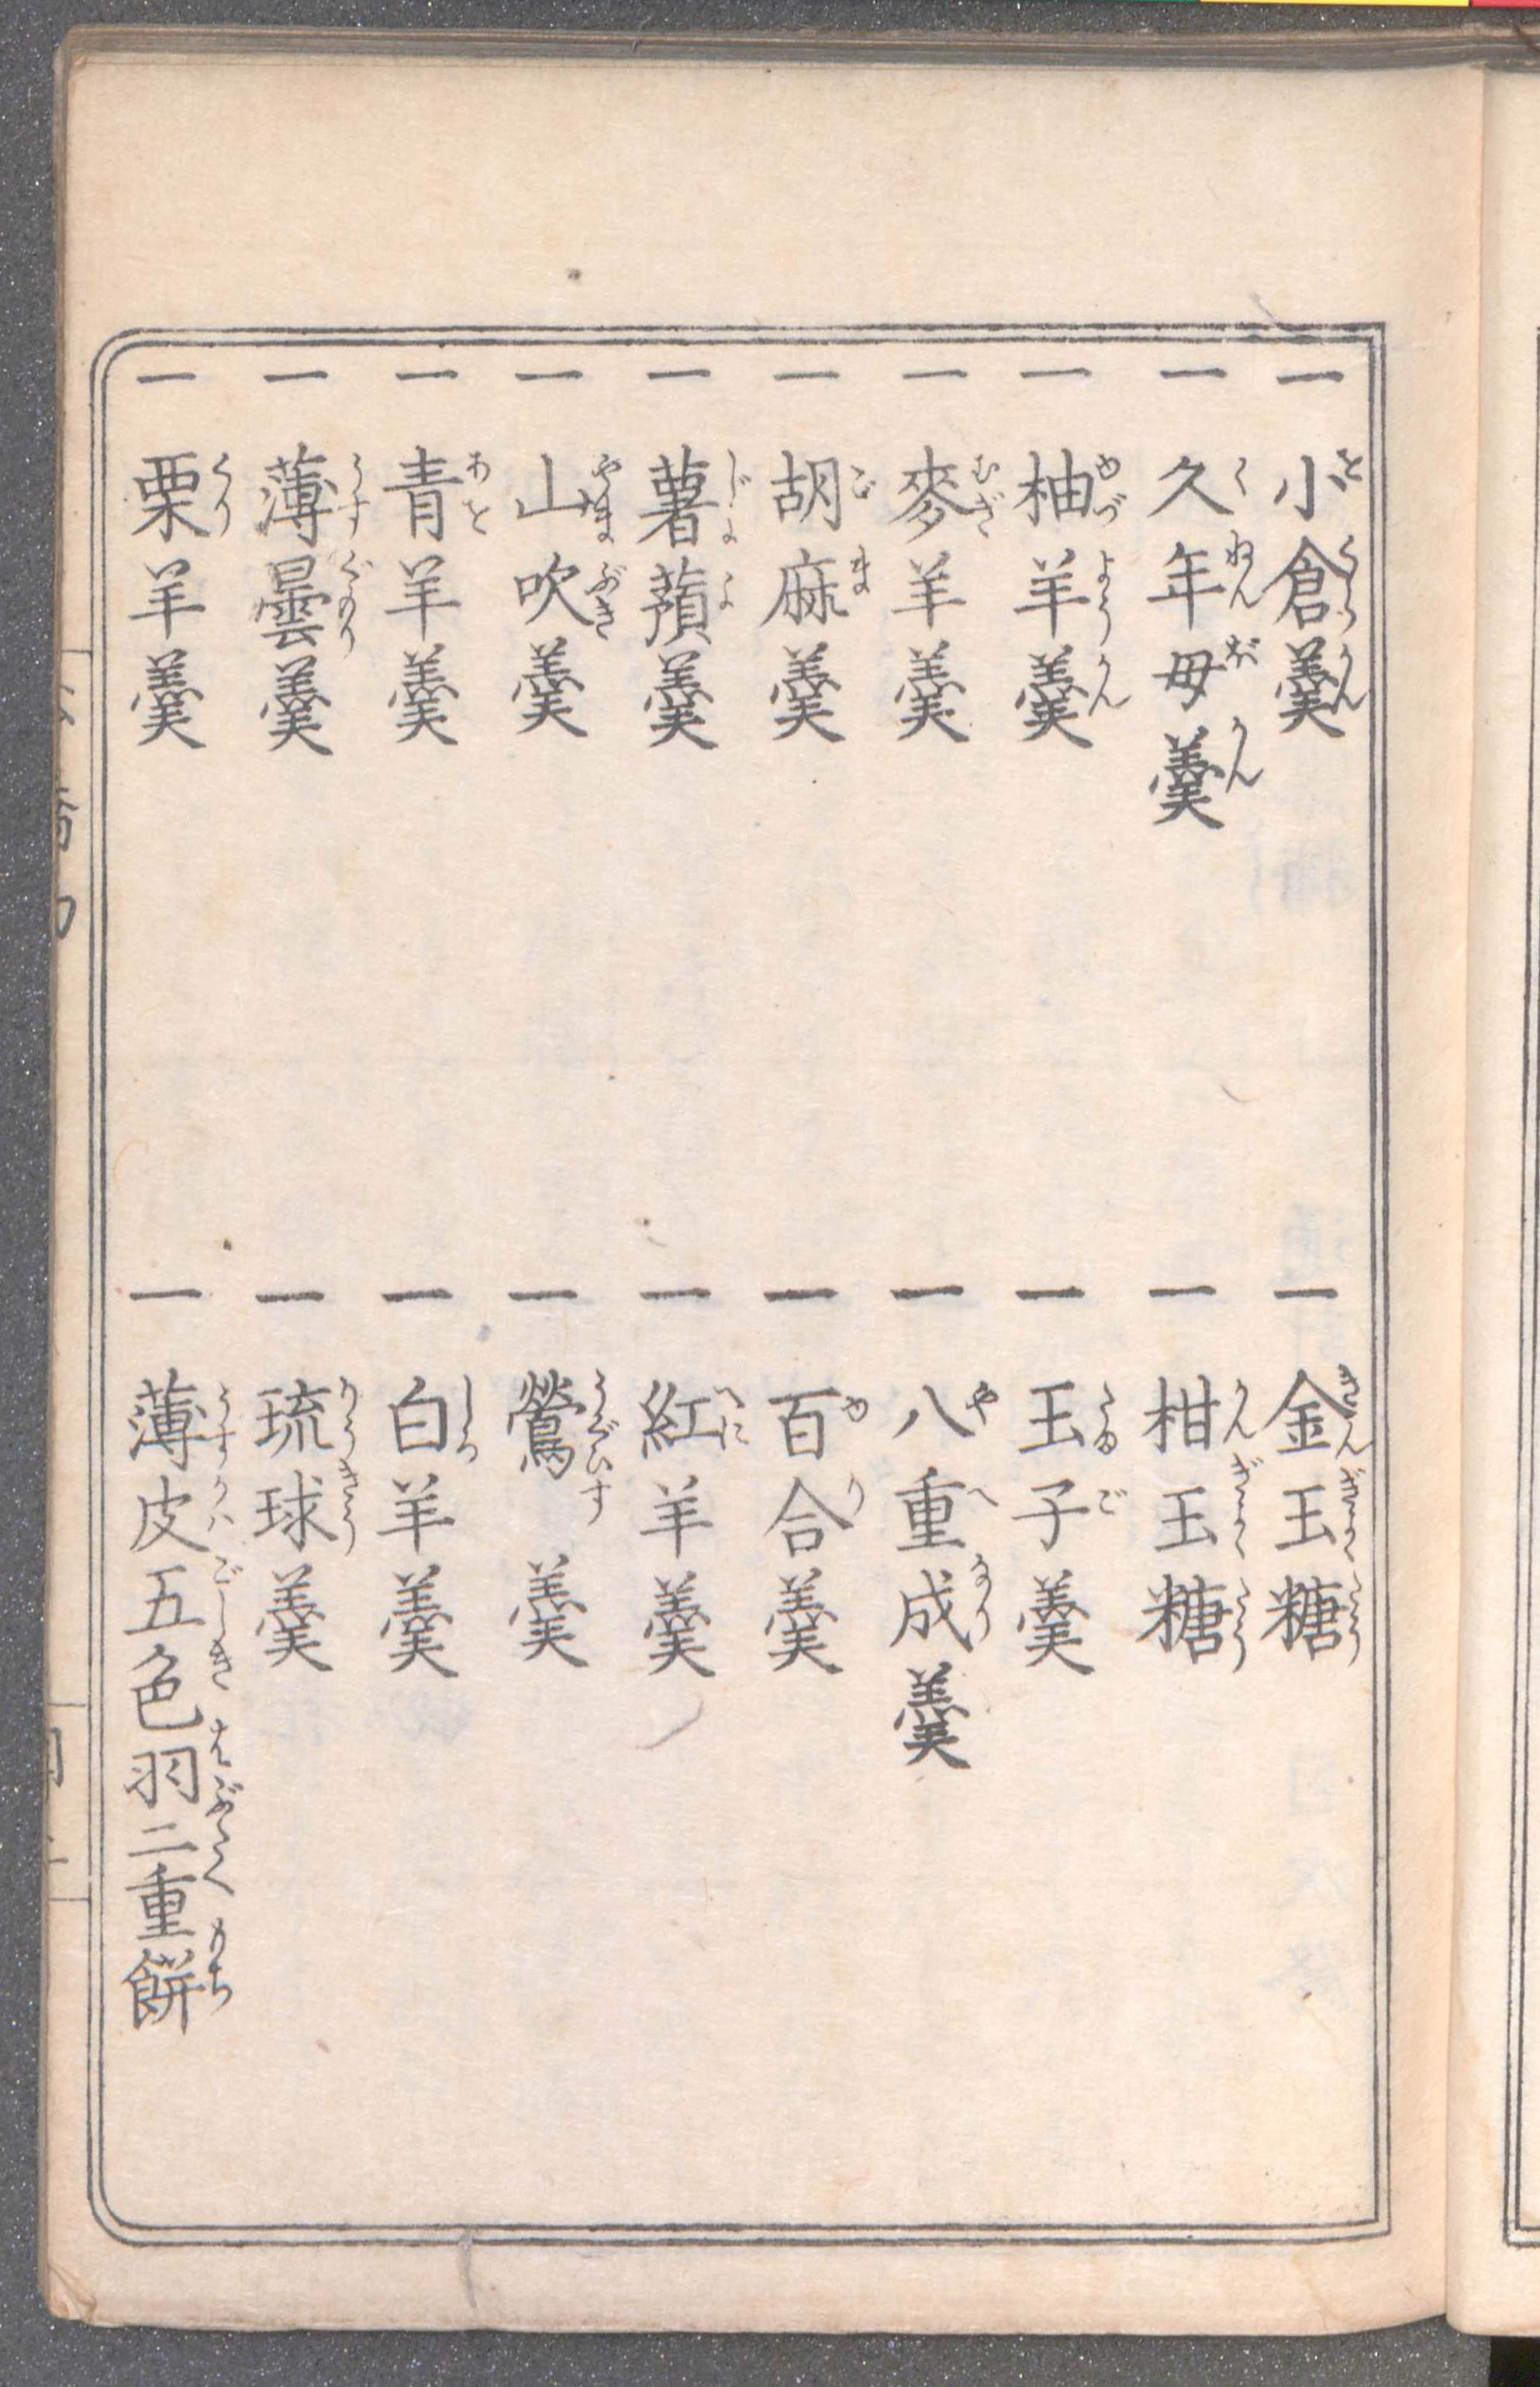 一 小倉羹
一 久年母羹
一 柚羊羹
一 麥羊羹
一 胡麻羹
一 薯蕷羹
一 山吹羹
一 青羊羹
一 薄曇羹
一 栗羊羹
一 金玉糖
一 柑玉糖
一 玉子羹
一 八重成羹
一 百合羹
一 紅羊羹
一 鶯羹
一 白羊羹
一 琉球羹
一 薄皮五色羽二重餅